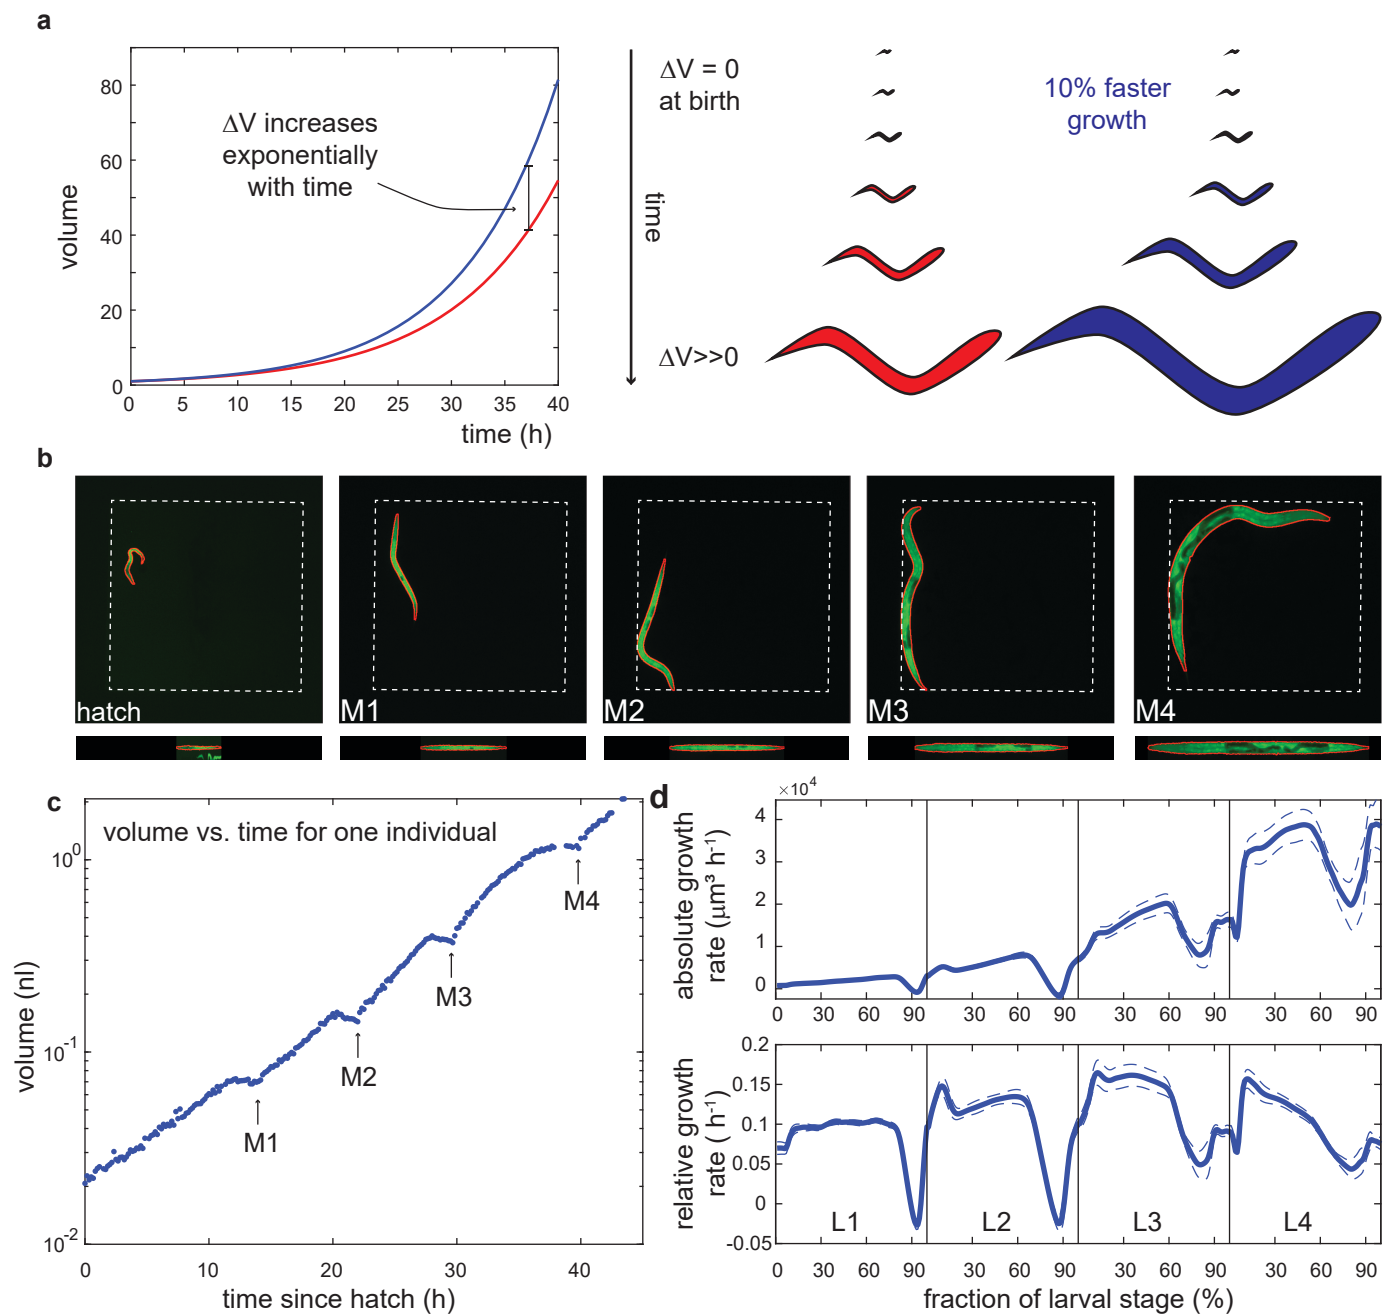 a
80
60
40
20
0
volume
0 5 10 15 20 25 30 35 40
time (h)
ΔV increases
exponentially
with time
time
ΔV = 0
at birth
ΔV>>0
10% faster
growth
b
hatch
M1
M2
M3
M4
c
volume vs. time for one individual
10⁰
10⁻¹
10⁻²
volume (nl)
M1
M2
M3
M4
0 10 20 30 40
time since hatch (h)
d
×10⁴
4
3
2
1
0
absolute growth
rate (μm³ h⁻¹)
0 30 60 90 30 60 90 30 60 90 30 60 90
0.2
0.15
0.1
0.05
0
-0.05
relative growth
rate ( h⁻¹)
L1
L2
L3
L4
0 30 60 90 30 60 90 30 60 90 30 60 90
fraction of larval stage (%)